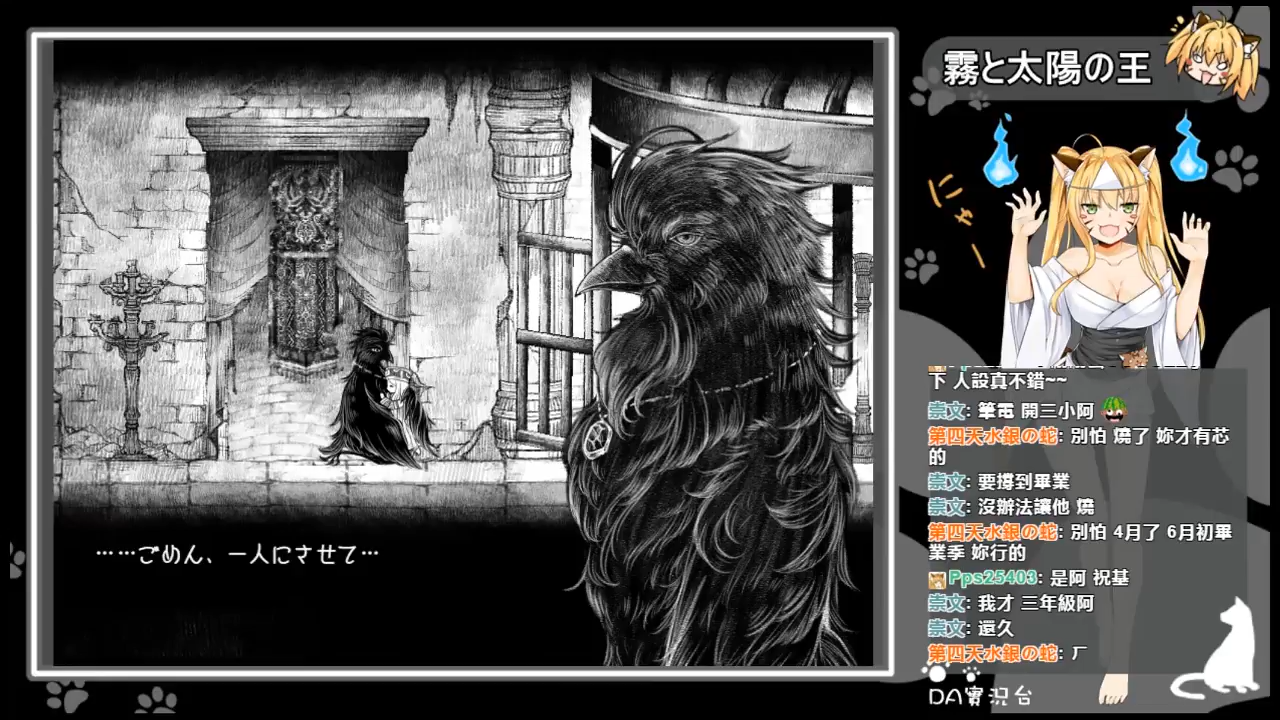 霧と太陽の王
にゃー
……ごめん、一人にさせて…
下 人設真不錯~~
崇文: 筆電 開三小阿
第四天水銀の蛇: 別怕 燒了 妳才有芯
的
崇文: 要撐到畢業
崇文: 沒辦法讓他 燒
第四天水銀の蛇: 別怕 4月了 6月初畢
業季 妳行的
Pps25403: 是阿 祝基
崇文: 我才 三年級阿
崇文: 還久
第四天水銀の蛇: ㄏ
DA實況台